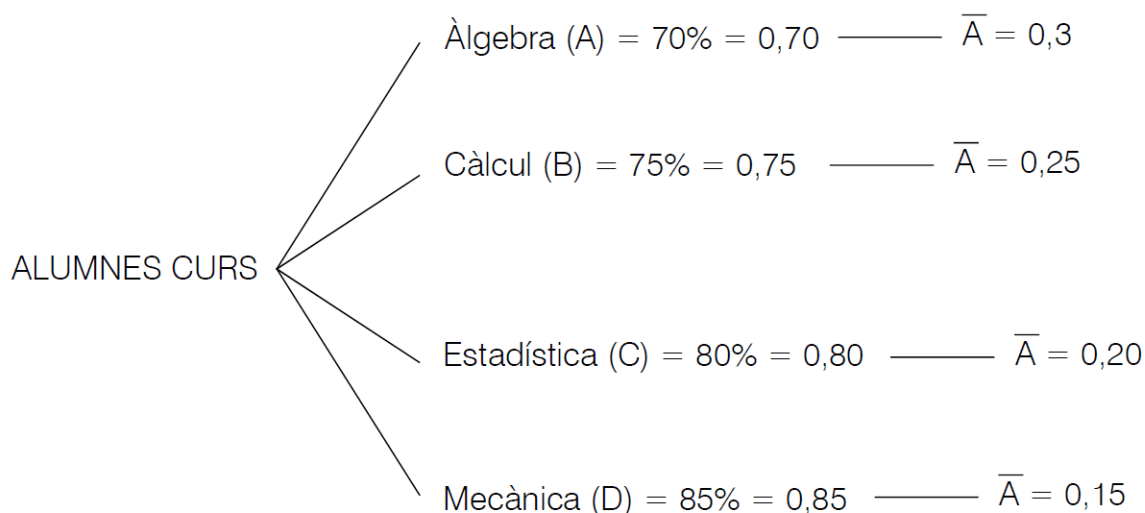 Àlgebra (A) = 70% = 0,70 —— A̅ = 0,3
Càlcul (B) = 75% = 0,75 —— A̅ = 0,25
ALUMNES CURS
Estadística (C) = 80% = 0,80 —— A̅ = 0,20
Mecànica (D) = 85% = 0,85 —— A̅ = 0,15